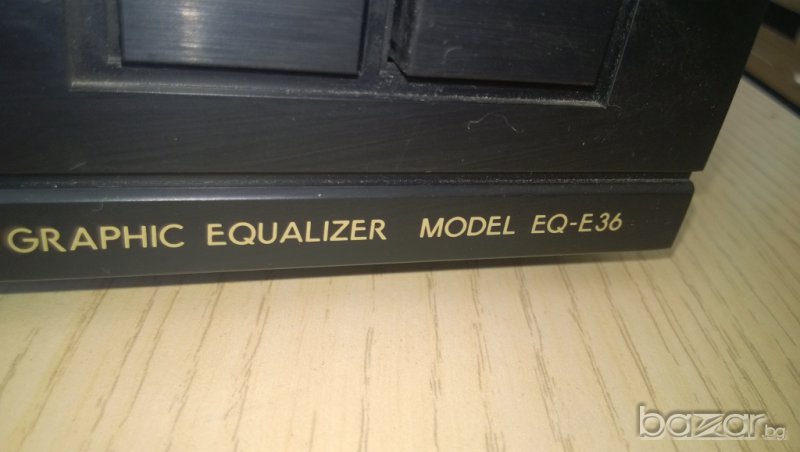 GRAPHIC EQUALIZER MODEL EQ-E36
bazar.bg